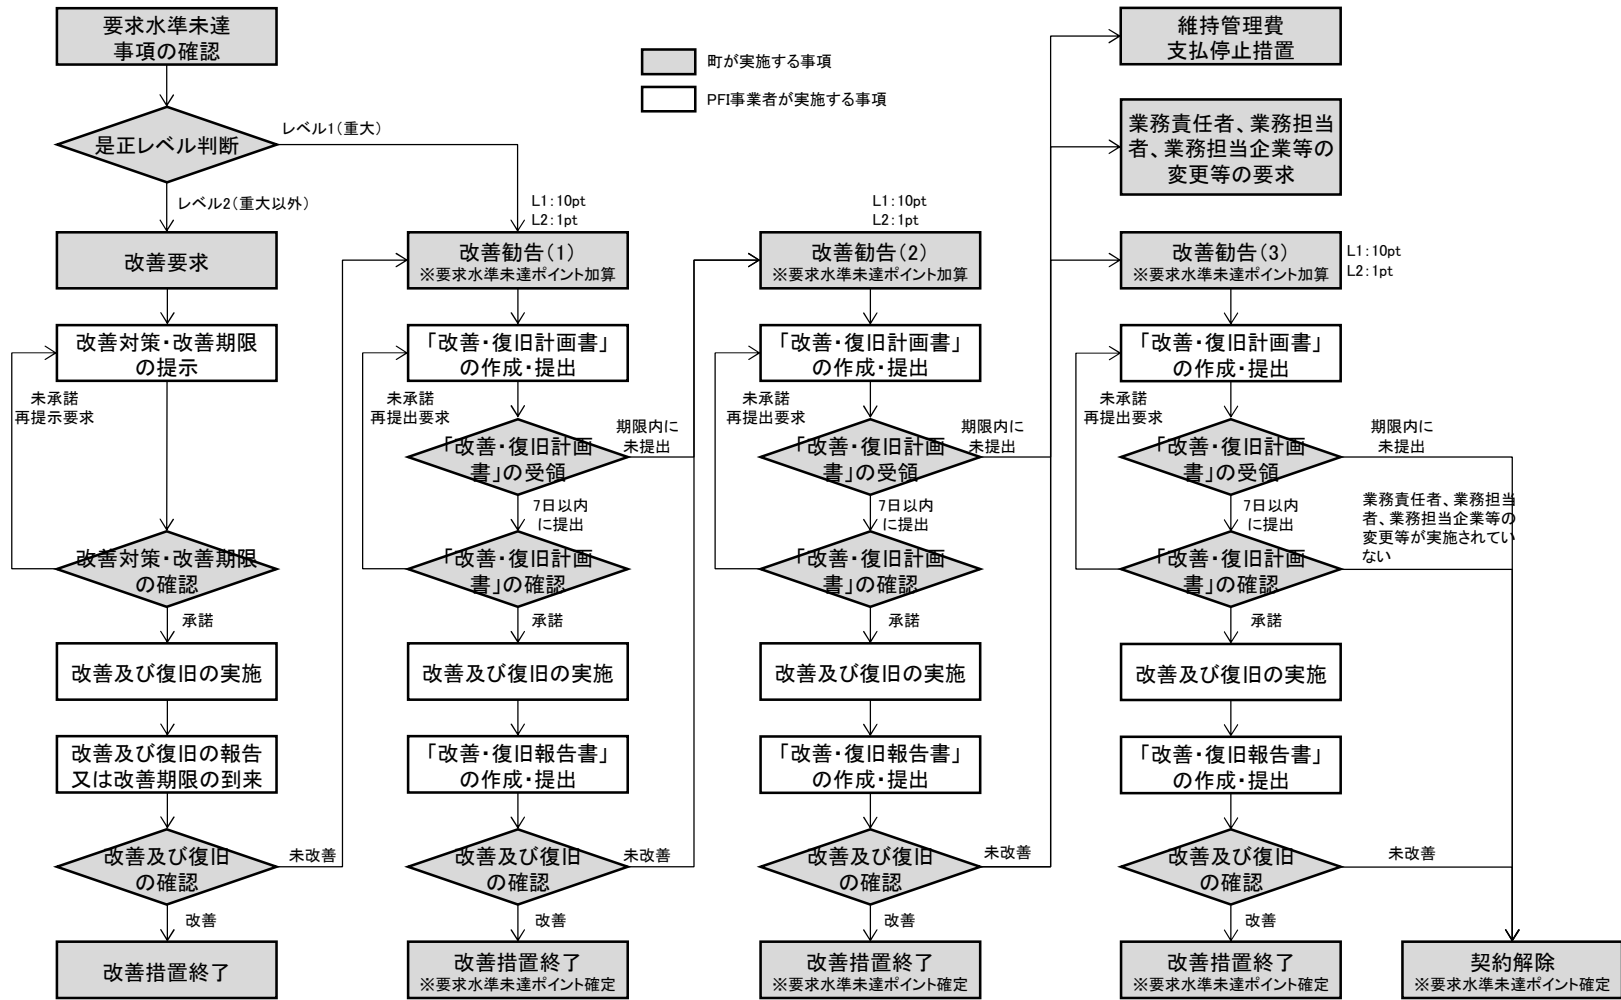 要求水準未達
事項の確認
是正レベル判断
レベル1(重大)
レベル2(重大以外)
改善要求
改善対策・改善期限
の提示
未承諾
再提示要求
改善対策・改善期限
の確認
承諾
改善及び復旧の実施
改善及び復旧の報告
又は改善期限の到来
改善及び復旧
の確認
未改善
改善
改善措置終了
町が実施する事項
PFI事業者が実施する事項
L1:10pt
L2:1pt
改善勧告(1)
※要求水準未達ポイント加算
「改善・復旧計画書」
の作成・提出
未承諾
再提出要求
「改善・復旧計画
書」の受領
期限内に
未提出
7日以内
に提出
「改善・復旧計画
書」の確認
承諾
改善及び復旧の実施
「改善・復旧報告書」
の作成・提出
改善及び復旧
の確認
未改善
改善
改善措置終了
※要求水準未達ポイント確定
L1:10pt
L2:1pt
改善勧告(2)
※要求水準未達ポイント加算
「改善・復旧計画書」
の作成・提出
未承諾
再提出要求
「改善・復旧計画
書」の受領
期限内に
未提出
7日以内
に提出
「改善・復旧計画
書」の確認
承諾
改善及び復旧の実施
「改善・復旧報告書」
の作成・提出
改善及び復旧
の確認
未改善
改善
改善措置終了
※要求水準未達ポイント確定
維持管理費
支払停止措置
業務責任者、業務担当
者、業務担当企業等の
変更等の要求
改善勧告(3)
※要求水準未達ポイント加算
L1:10pt
L2:1pt
「改善・復旧計画書」
の作成・提出
未承諾
再提出要求
「改善・復旧計画
書」の受領
期限内に
未提出
7日以内
に提出
業務責任者、業務担当
者、業務担当企業等の
変更等が実施されてい
ない
「改善・復旧計画
書」の確認
承諾
改善及び復旧の実施
「改善・復旧報告書」
の作成・提出
改善及び復旧
の確認
未改善
改善
改善措置終了
※要求水準未達ポイント確定
契約解除
※要求水準未達ポイント確定